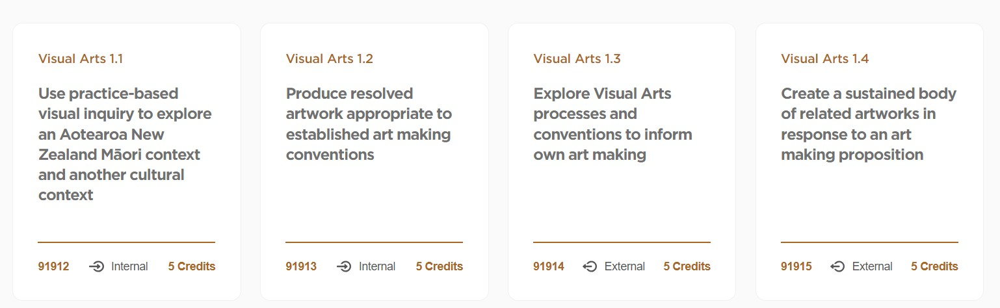 Visual Arts 1.1
Use practice-based
visual inquiry to explore
an Aotearoa New
Zealand Māori context
and another cultural
context
91912 Internal 5 Credits
Visual Arts 1.2
Produce resolved
artwork appropriate to
established art making
conventions
91913 Internal 5 Credits
Visual Arts 1.3
Explore Visual Arts
processes and
conventions to inform
own art making
91914 External 5 Credits
Visual Arts 1.4
Create a sustained body
of related artworks in
response to an art
making proposition
91915 External 5 Credits